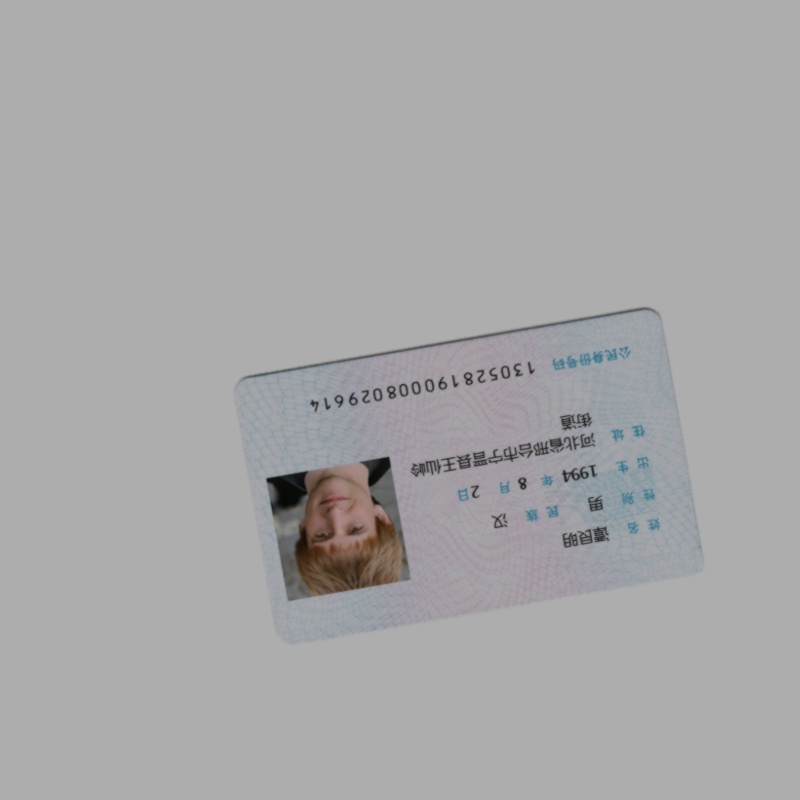 姓名 谭艮明
性别 男 民族 汉
出生 1994 年 8 月 2 日
住址 河北省邢台市宁晋县王仙岭
街道
公民身份号码 130528190008029614